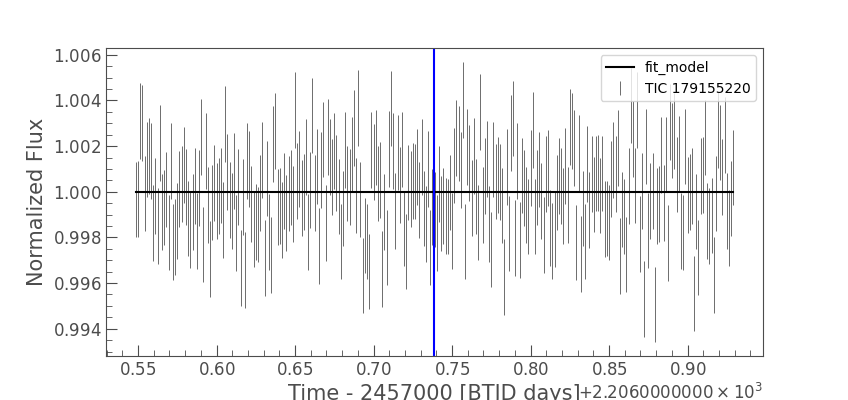 1.006
1.004
1.002
1.000
0.998
0.996
0.994
Normalized Flux
fit_model
TIC 179155220
0.55 0.60 0.65 0.70 0.75 0.80 0.85 0.90
Time - 2457000 [BTJD days]
+2.2060000000 × 10³